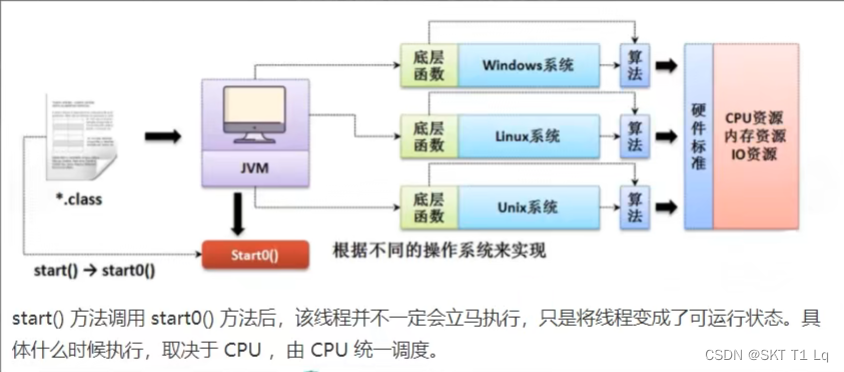 底层
函数
Windows系统
算
法
底层
函数
Linux系统
算
法
底层
函数
Unix系统
算
法
硬
件
标
准
CPU资源
内存资源
IO资源
JVM
*.class
Start0()
根据不同的操作系统来实现
start() → start0()
start() 方法调用 start0() 方法后，该线程并不一定会立马执行，只是将线程变成了可运行状态。具
体什么时候执行，取决于 CPU ，由 CPU 统一调度。
CSDN @SKT T1 Lq